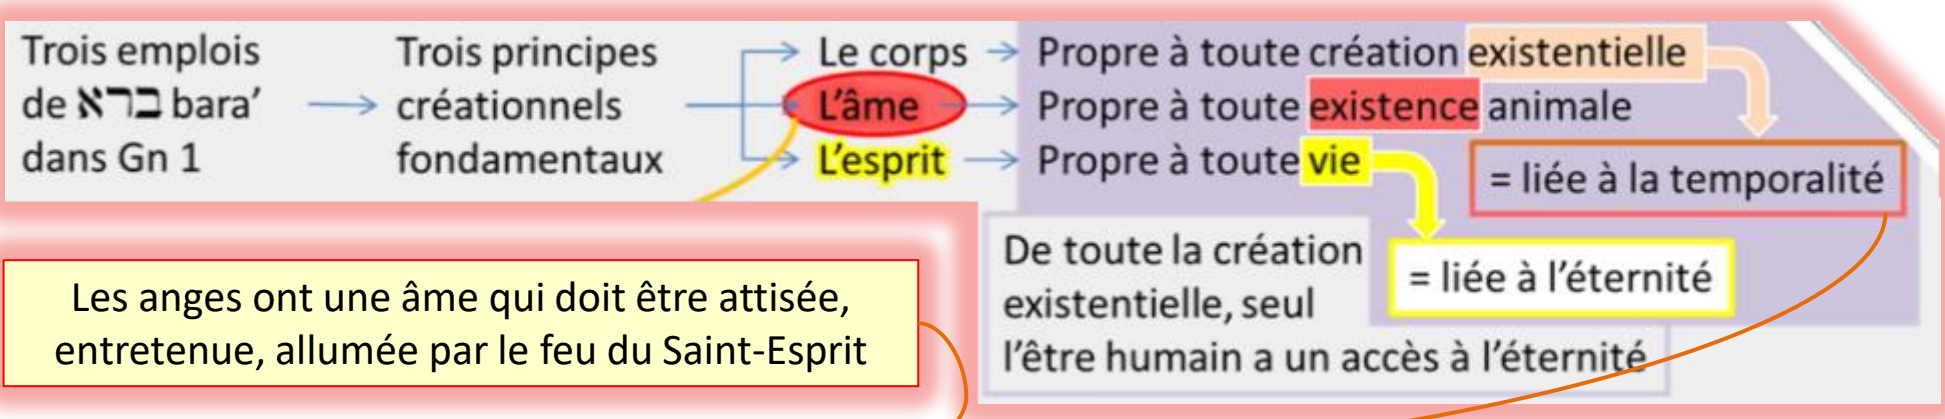 Trois emplois
de ברא bara’
dans Gn 1
Trois principes
créationnels
fondamentaux
Le corps
L’âme
L’esprit
Propre à toute création existentielle
Propre à toute existence animale
Propre à toute vie
= liée à la temporalité
= liée à l’éternité
De toute la création
existentielle, seul
l’être humain a un accès à l’éternité
Les anges ont une âme qui doit être attisée,
entretenue, allumée par le feu du Saint-Esprit